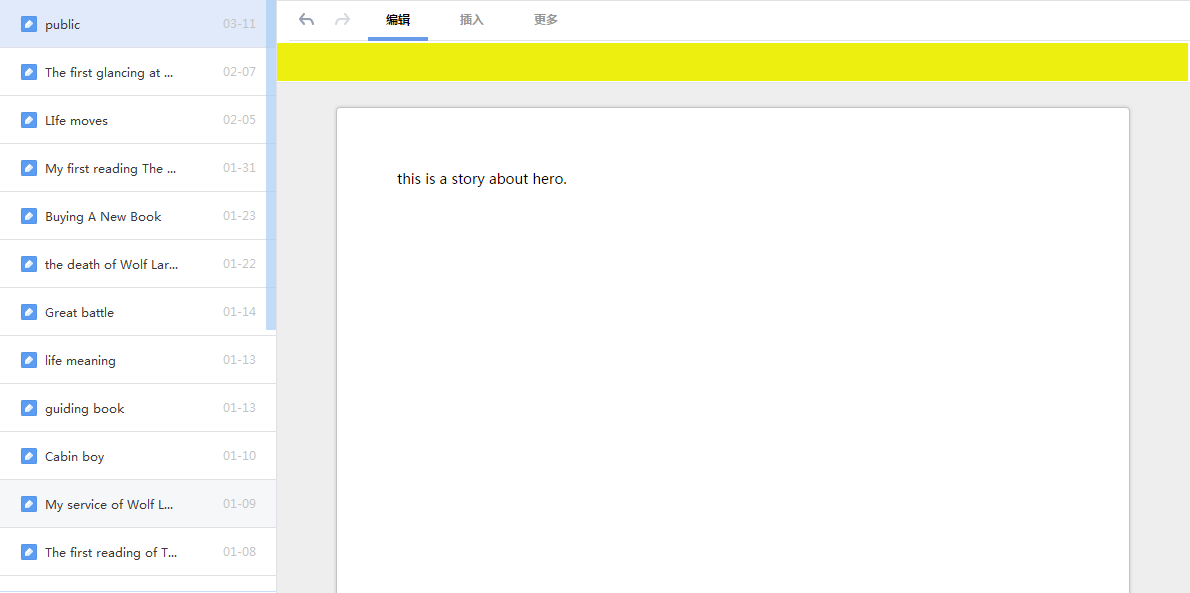 public 03-11
The first glancing at ... 02-07
LIfe moves 02-05
My first reading The ... 01-31
Buying A New Book 01-23
the death of Wolf Lar... 01-22
Great battle 01-14
life meaning 01-13
guiding book 01-13
Cabin boy 01-10
My service of Wolf L... 01-09
The first reading of T... 01-08
编辑 插入 更多
this is a story about hero.